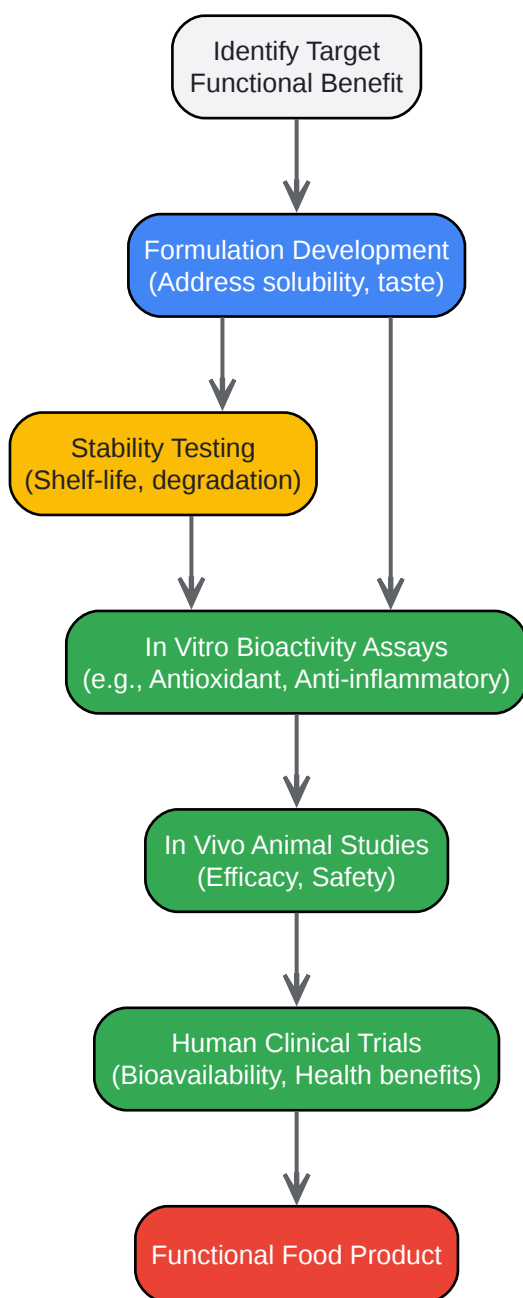 Identify Target
Functional Benefit
Formulation Development
(Address solubility, taste)
Stability Testing
(Shelf-life, degradation)
In Vitro Bioactivity Assays
(e.g., Antioxidant, Anti-inflammatory)
In Vivo Animal Studies
(Efficacy, Safety)
Human Clinical Trials
(Bioavailability, Health benefits)
Functional Food Product